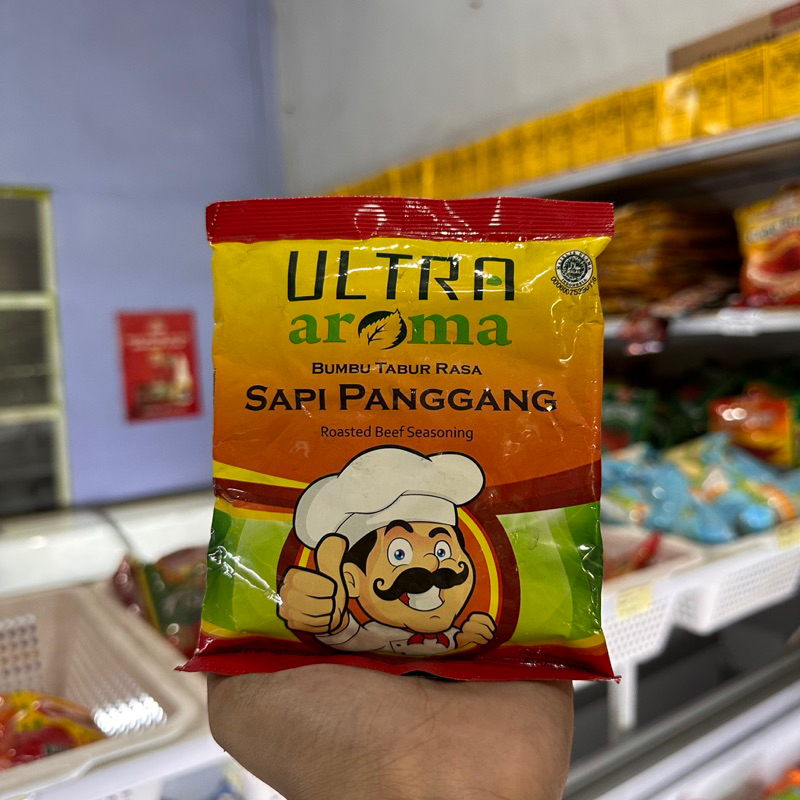 ULTRA
aroma
BUMBU TABUR RASA
SAPI PANGGANG
Roasted Beef Seasoning